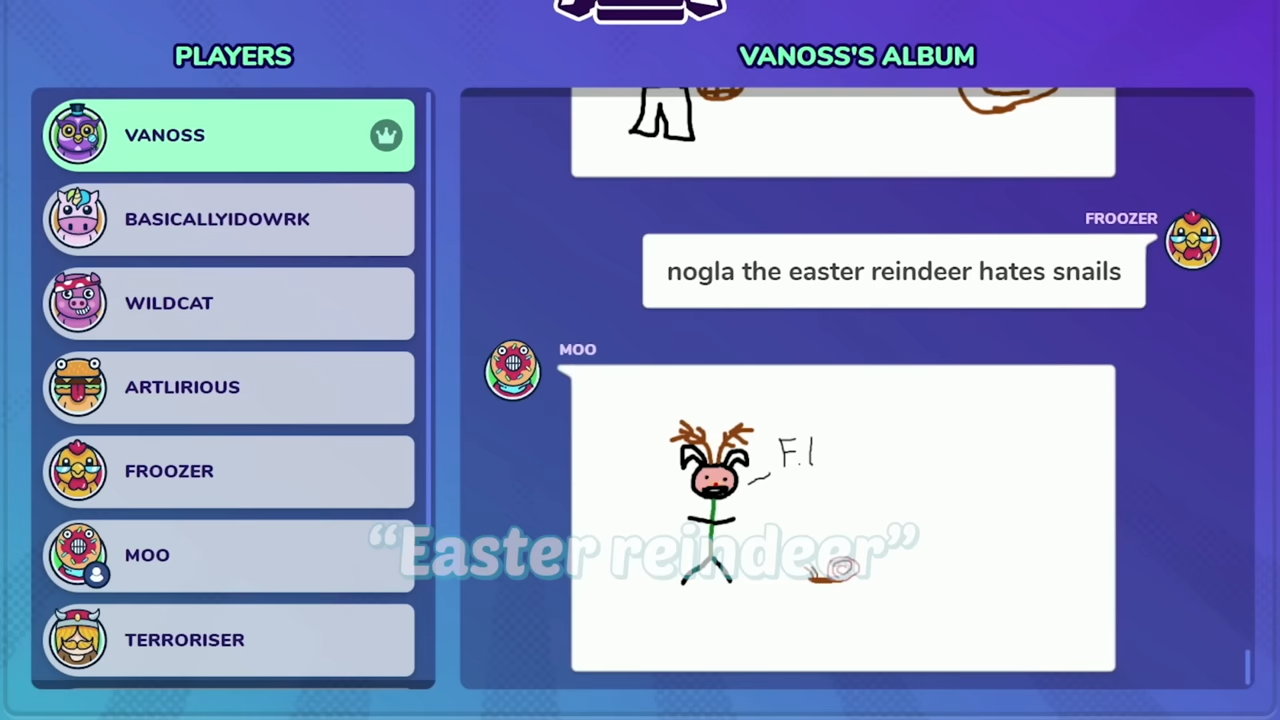 PLAYERS
VANOSS'S ALBUM
VANOSS
BASICALLYIDOWRK
FROOZER
WILDCAT
nogla the easter reindeer hates snails
MOO
ARTLIRIOUS
F.I
FROOZER
MOO
“Easter reindeer”
TERRORISER